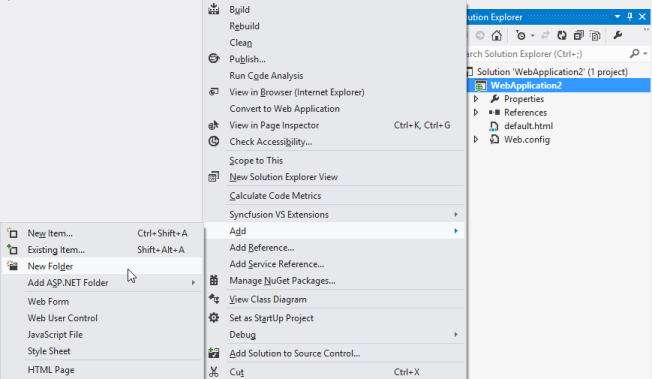 Build
Rebuild
Clean
Publish...
Run Code Analysis
View in Browser (Internet Explorer)
Convert to Web Application
View in Page Inspector Ctrl+K, Ctrl+G
Check Accessibility...
Scope to This
New Solution Explorer View
Calculate Code Metrics
Syncfusion VS Extensions
Add
Add Reference...
Add Service Reference...
Manage NuGet Packages...
View Class Diagram
Set as StartUp Project
Debug
Add Solution to Source Control...
Cut Ctrl+X
New Item... Ctrl+Shift+A
Existing Item... Shift+Alt+A
New Folder
Add ASP.NET Folder
Web Form
Web User Control
JavaScript File
Style Sheet
HTML Page
ution Explorer
arch Solution Explorer (Ctrl+;)
Solution 'WebApplication2' (1 project)
WebApplication2
Properties
References
default.html
Web.config